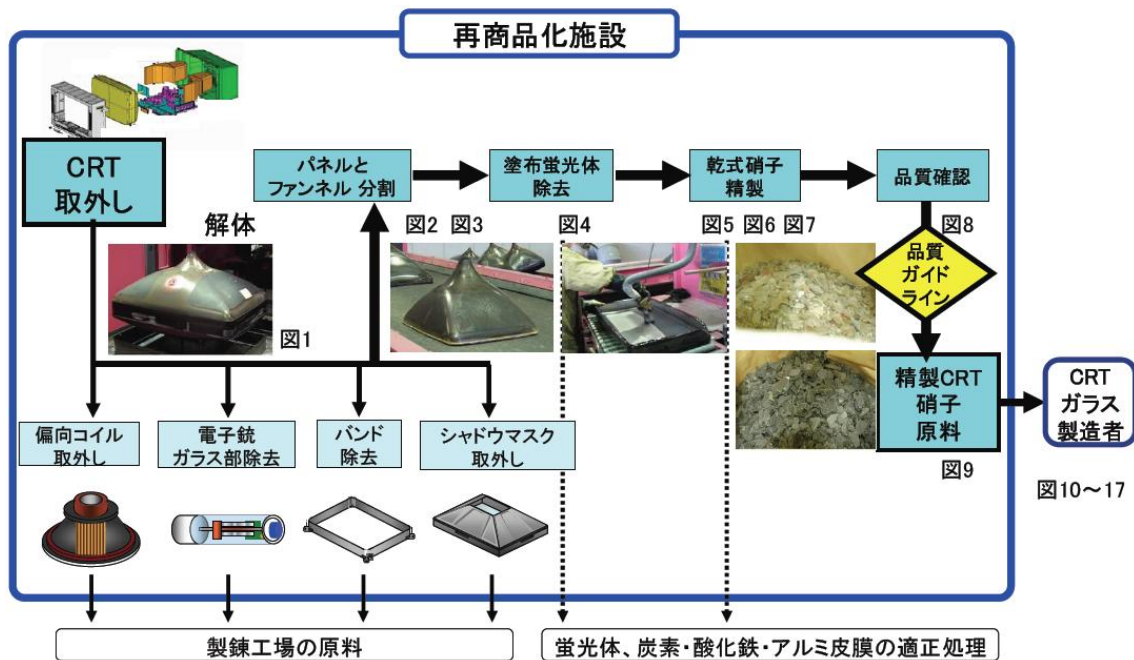 再商品化施設
CRT
取外し
パネルと
ファンネル 分割
塗布蛍光体
除去
乾式硝子
精製
品質確認
解体
図1
図2 図3
図4
図5 図6 図7
図8
品質
ガイド
ライン
精製CRT
硝子
原料
図9
CRT
ガラス
製造者
図10～17
偏向コイル
取外し
電子銃
ガラス部除去
バンド
除去
シャドウマスク
取外し
製錬工場の原料
蛍光体、炭素・酸化鉄・アルミ皮膜の適正処理